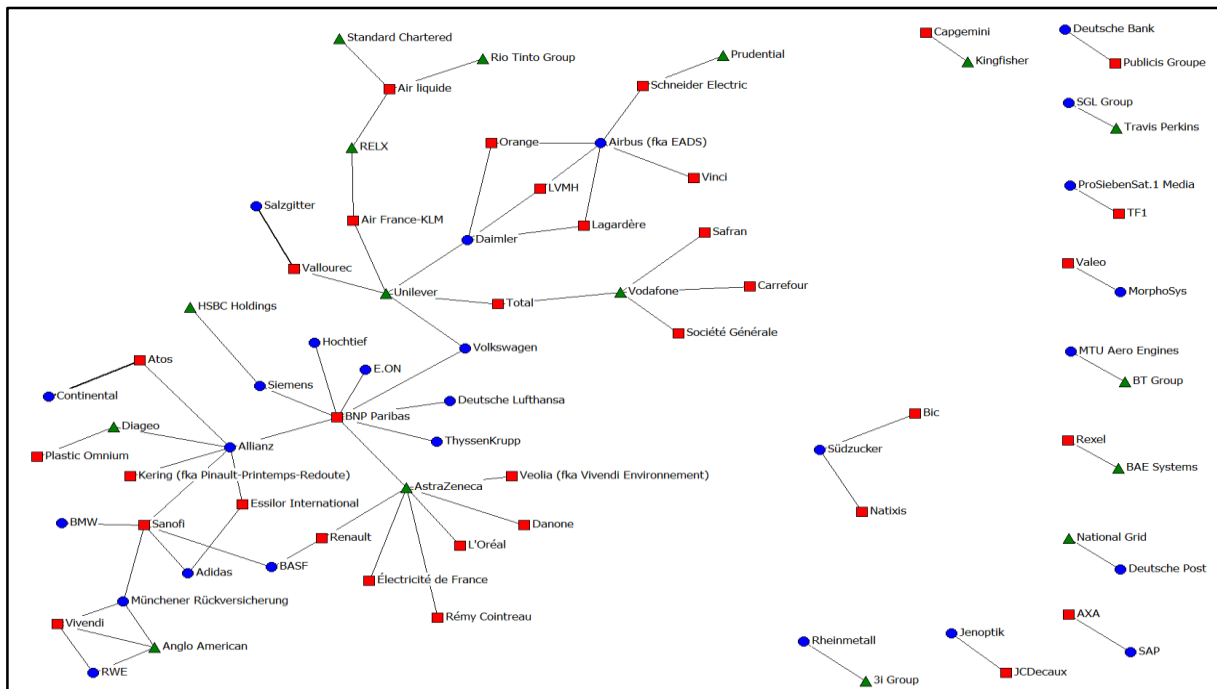 Standard Chartered
Rio Tinto Group
Prudential
Capgemini
Deutsche Bank
Kingfisher
Publicis Groupe
Air liquide
Schneider Electric
SGL Group
Travis Perkins
RELX
Orange
Airbus (fka EADS)
Vinci
LVMH
ProSiebenSat.1 Media
TF1
Salzgitter
Air France-KLM
Daimler
Lagardère
Safran
Vallourec
Valeo
MorphoSys
HSBC Holdings
Unilever
Total
Vodafone
Carrefour
Société Générale
Hochtief
Volkswagen
MTU Aero Engines
BT Group
Atos
E.ON
Continental
Siemens
BNP Paribas
Deutsche Lufthansa
Bic
Diageo
Allianz
ThyssenKrupp
Südzucker
Rexel
BAE Systems
Plastic Omnium
Kering (fka Pinault-Printemps-Redoute)
AstraZeneca
Veolia (fka Vivendi Environnement)
Essilor International
Natixis
BMW
Sanofi
Renault
Danone
L'Oréal
National Grid
Deutsche Post
Adidas
BASF
Électricité de France
Münchener Rückversicherung
Rémy Cointreau
Vivendi
Anglo American
RWE
Rheinmetall
3i Group
Jenoptik
JCDecaux
AXA
SAP